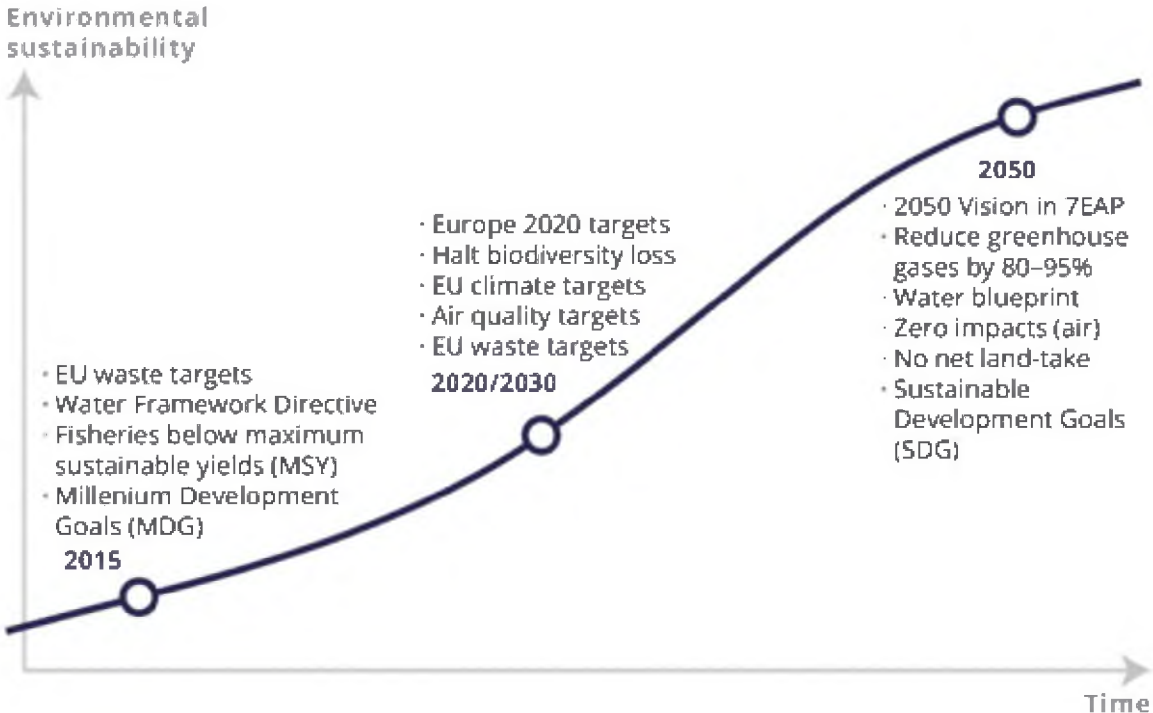 Environmental
sustainability
· Europe 2020 targets
· Halt biodiversity loss
· EU climate targets
· Air quality targets
· EU waste targets
2020/2030
· EU waste targets
· Water Framework Directive
· Fisheries below maximum
sustainable yields (MSY)
· Millenium Development
Goals (MDG)
2015
2050
· 2050 Vision in 7EAP
· Reduce greenhouse
gases by 80–95%
· Water blueprint
· Zero impacts (air)
· No net land-take
· Sustainable
Development Goals
(SDG)
Time